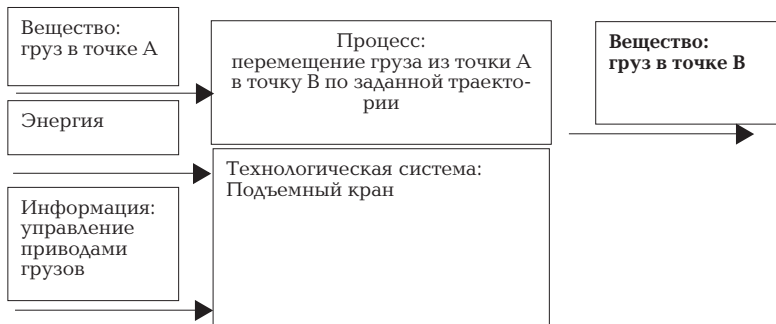 Вещество:
груз в точке А
Энергия
Информация:
управление
приводами
грузов
Процесс:
перемещение груза из точки А
в точку В по заданной траекто-
рии
Технологическая система:
Подъемный кран
Вещество:
груз в точке В